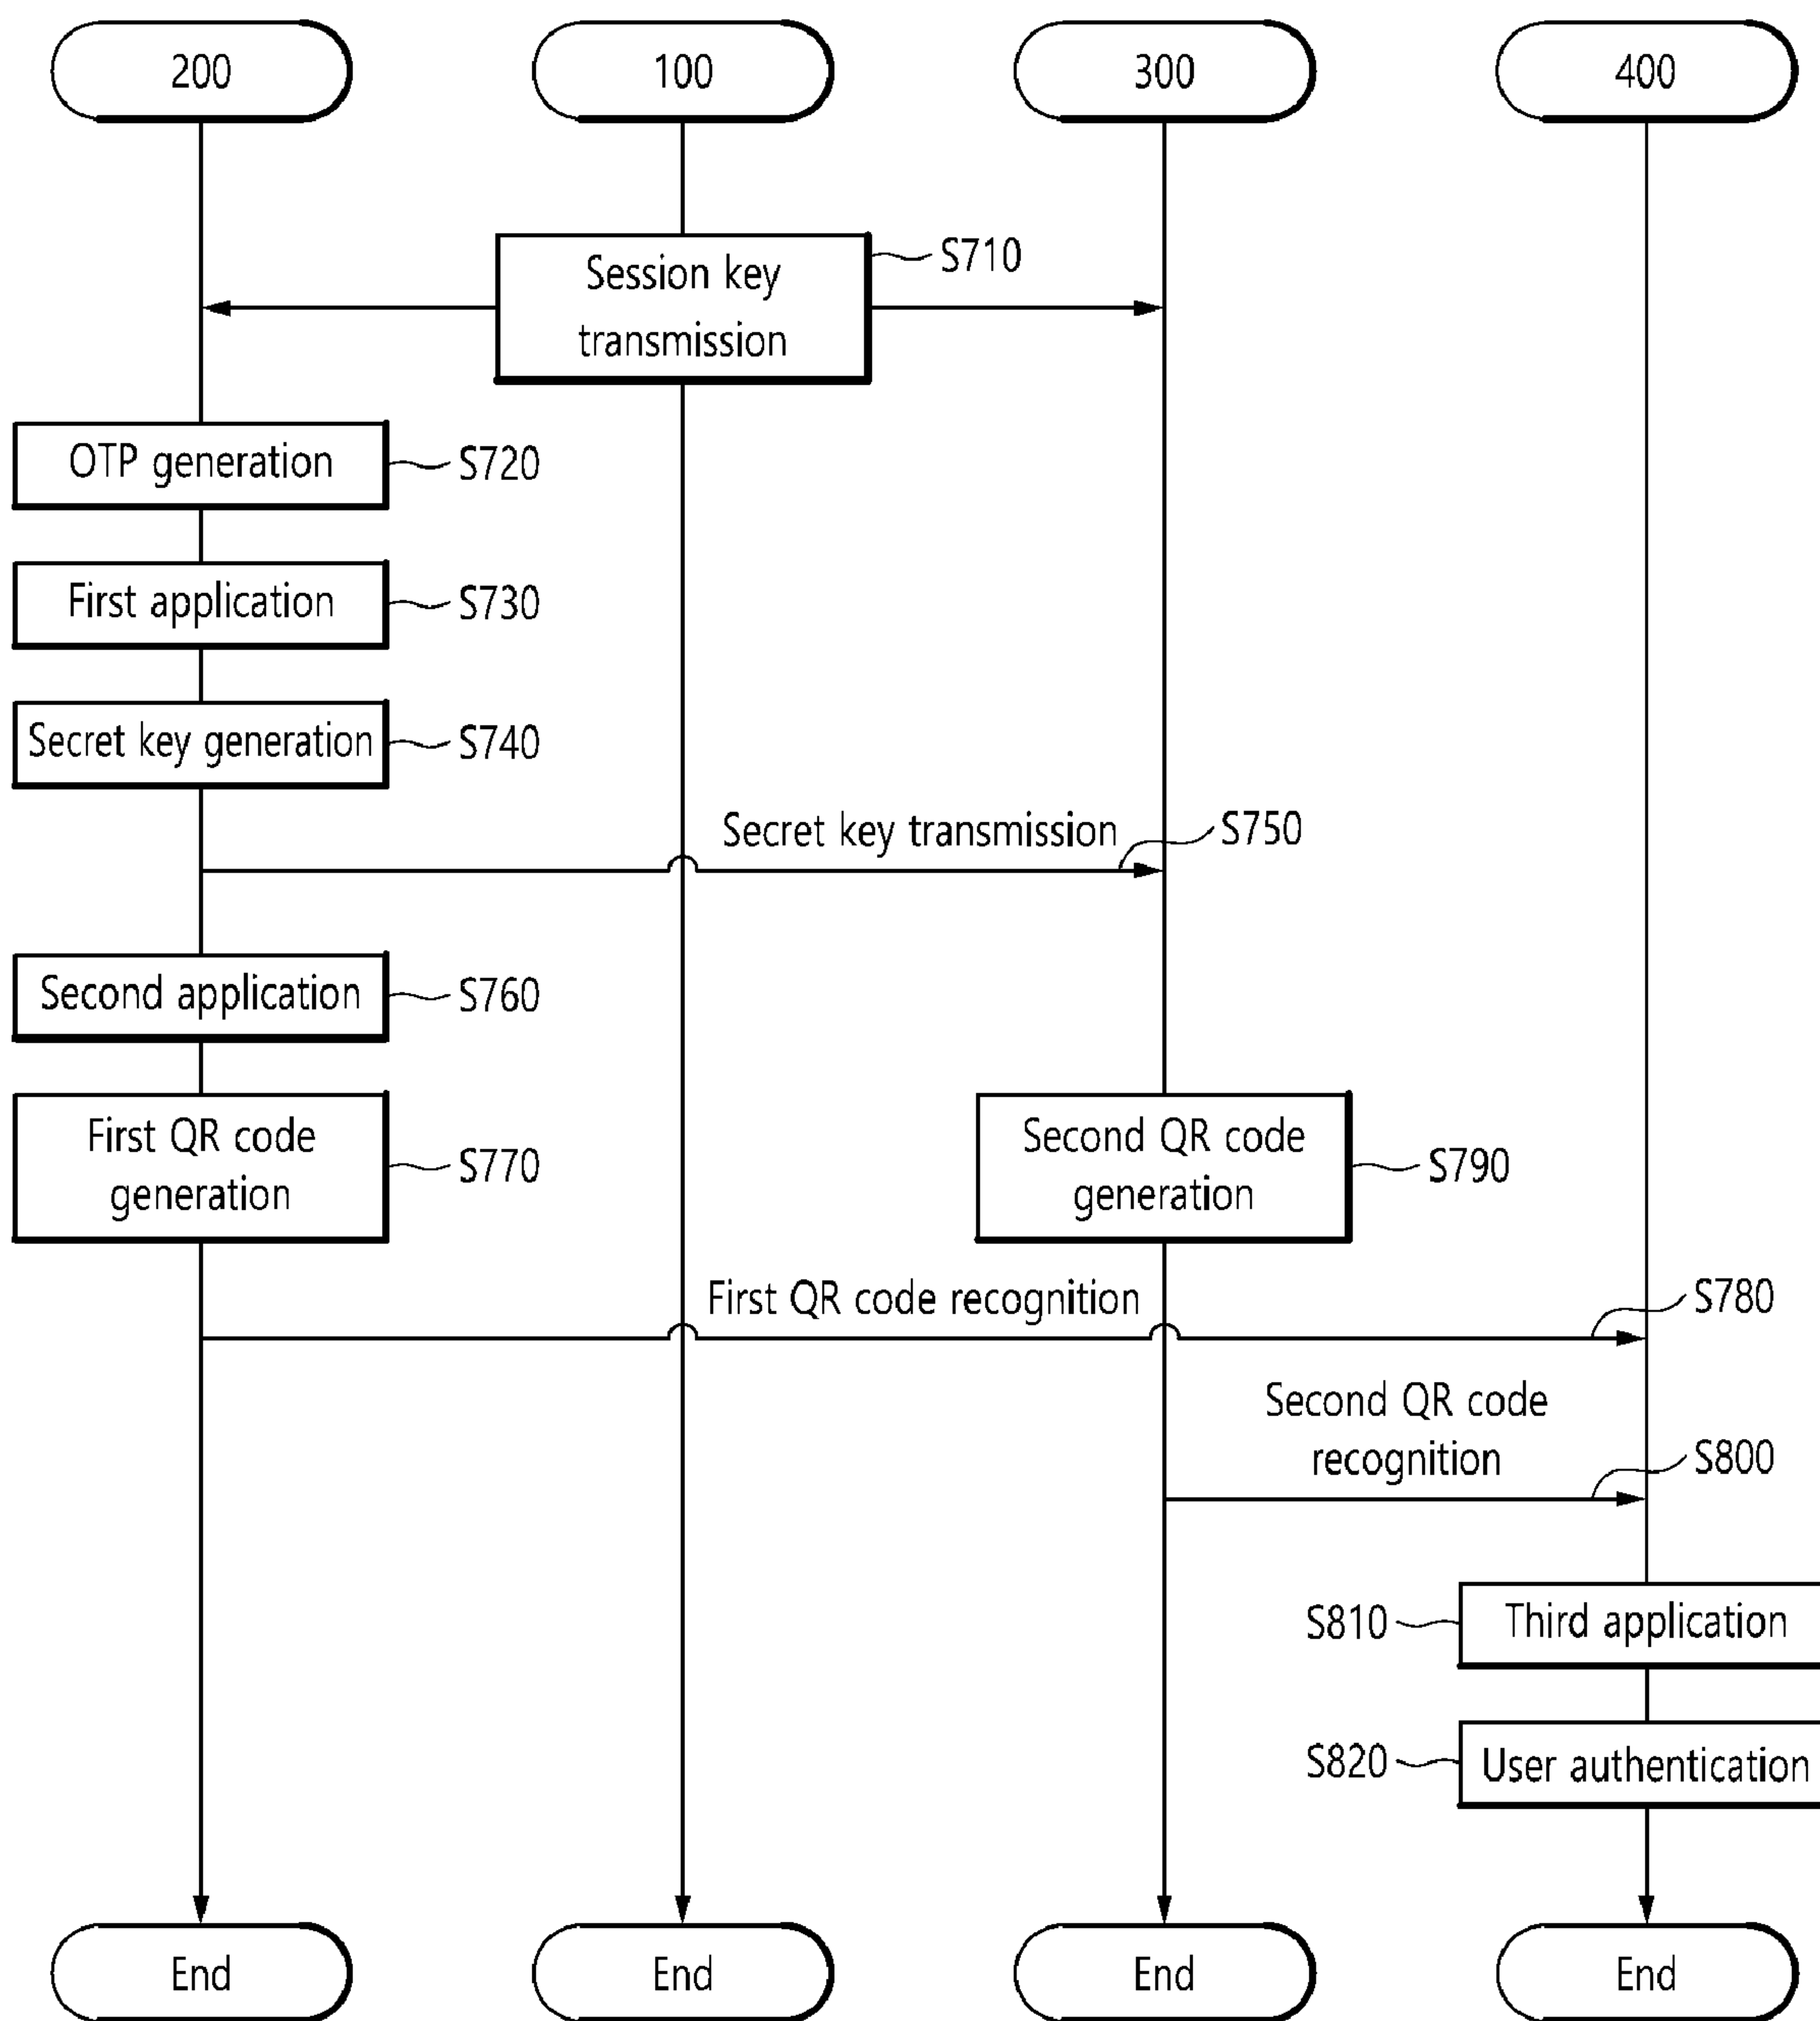 200
100
300
400
Session key
transmission
S710
OTP generation
S720
First application
S730
Secret key generation
S740
Secret key transmission
S750
Second application
S760
First QR code
generation
S770
Second QR code
generation
S790
First QR code recognition
S780
Second QR code
recognition
S800
S810
Third application
S820
User authentication
End
End
End
End